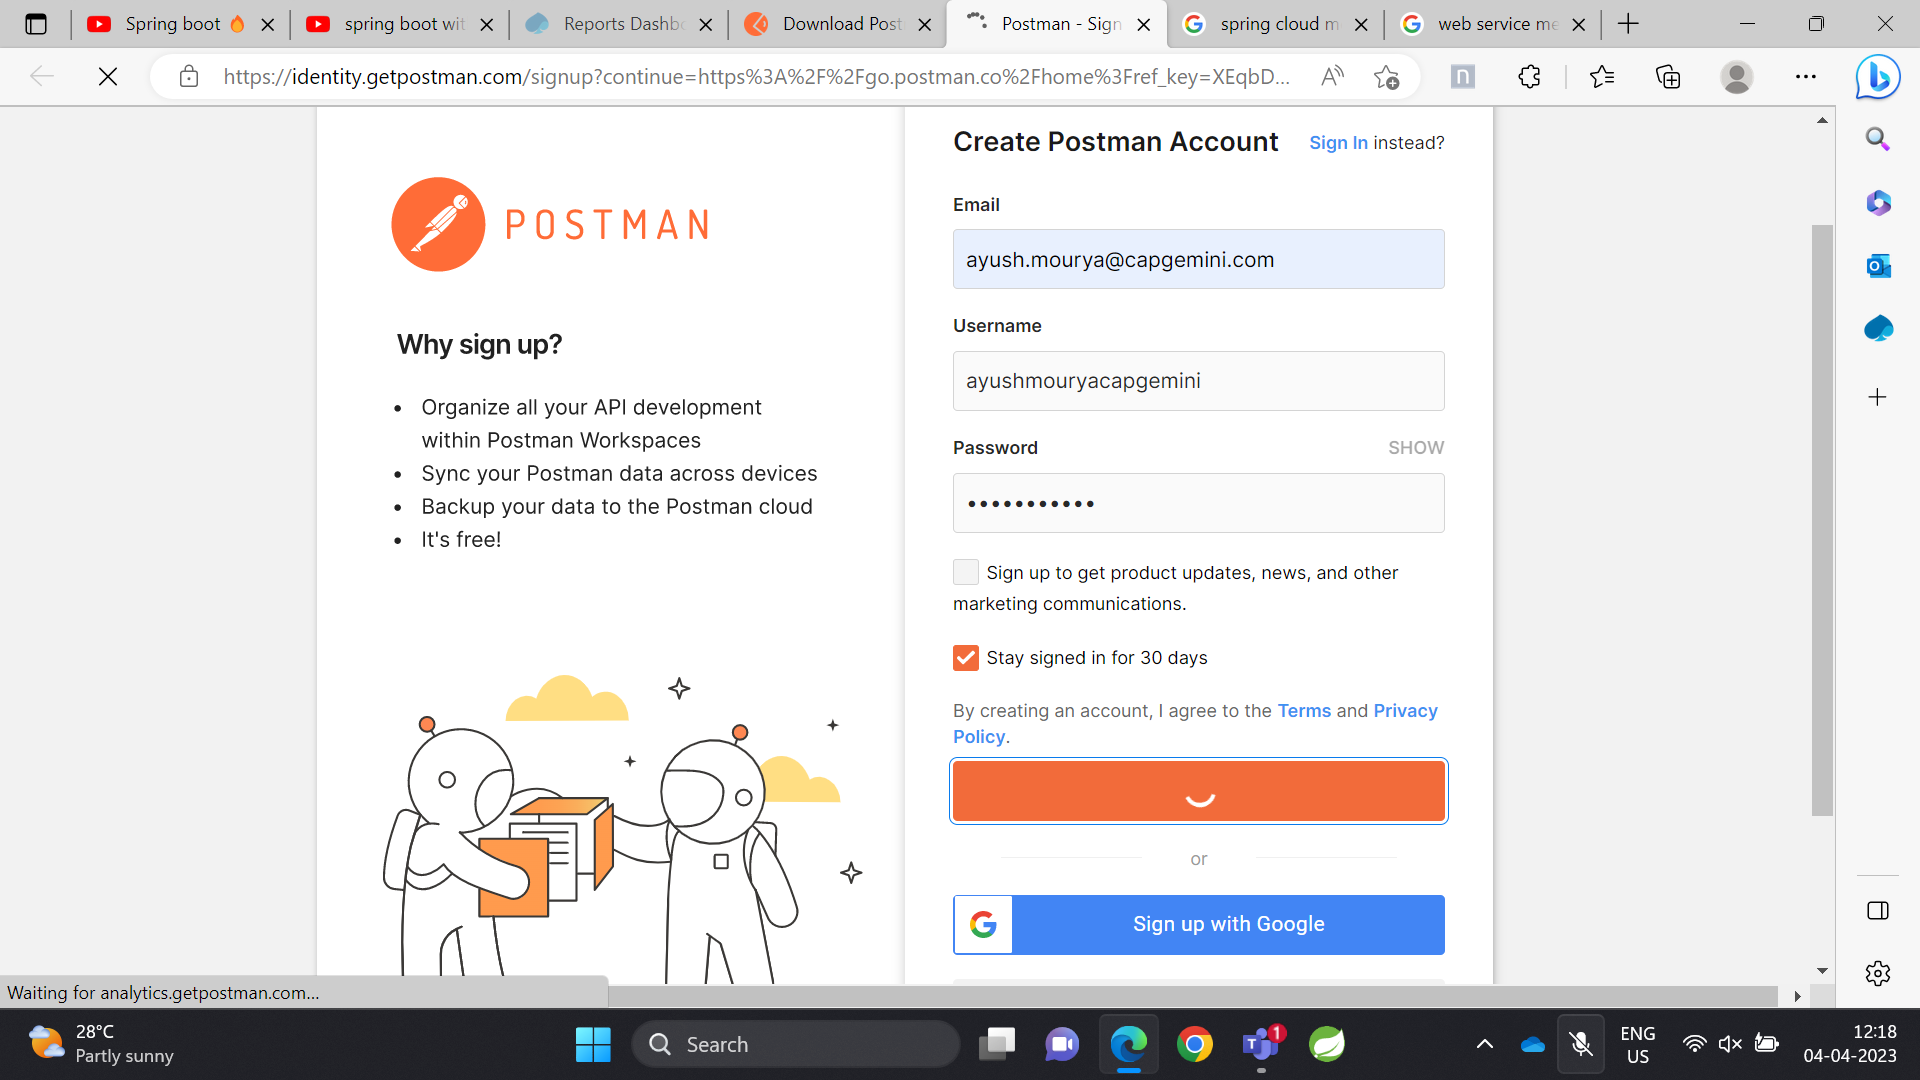 Spring boot 🔥
spring boot wit
Reports Dashbo
Download Post
Postman - Sign
spring cloud m
web service me
https://identity.getpostman.com/signup?continue=https%3A%2F%2Fgo.postman.co%2Fhome%3Fref_key=XEqbD...
POSTMAN
Why sign up?
• Organize all your API development
within Postman Workspaces
• Sync your Postman data across devices
• Backup your data to the Postman cloud
• It's free!
Create Postman Account
Sign In instead?
Email
ayush.mourya@capgemini.com
Username
ayushmouryacapgemini
Password
SHOW
•••••••••••
Sign up to get product updates, news, and other
marketing communications.
Stay signed in for 30 days
By creating an account, I agree to the Terms and Privacy
Policy.
or
Sign up with Google
Waiting for analytics.getpostman.com...
28°C
Partly sunny
Search
1
ENG
US
12:18
04-04-2023